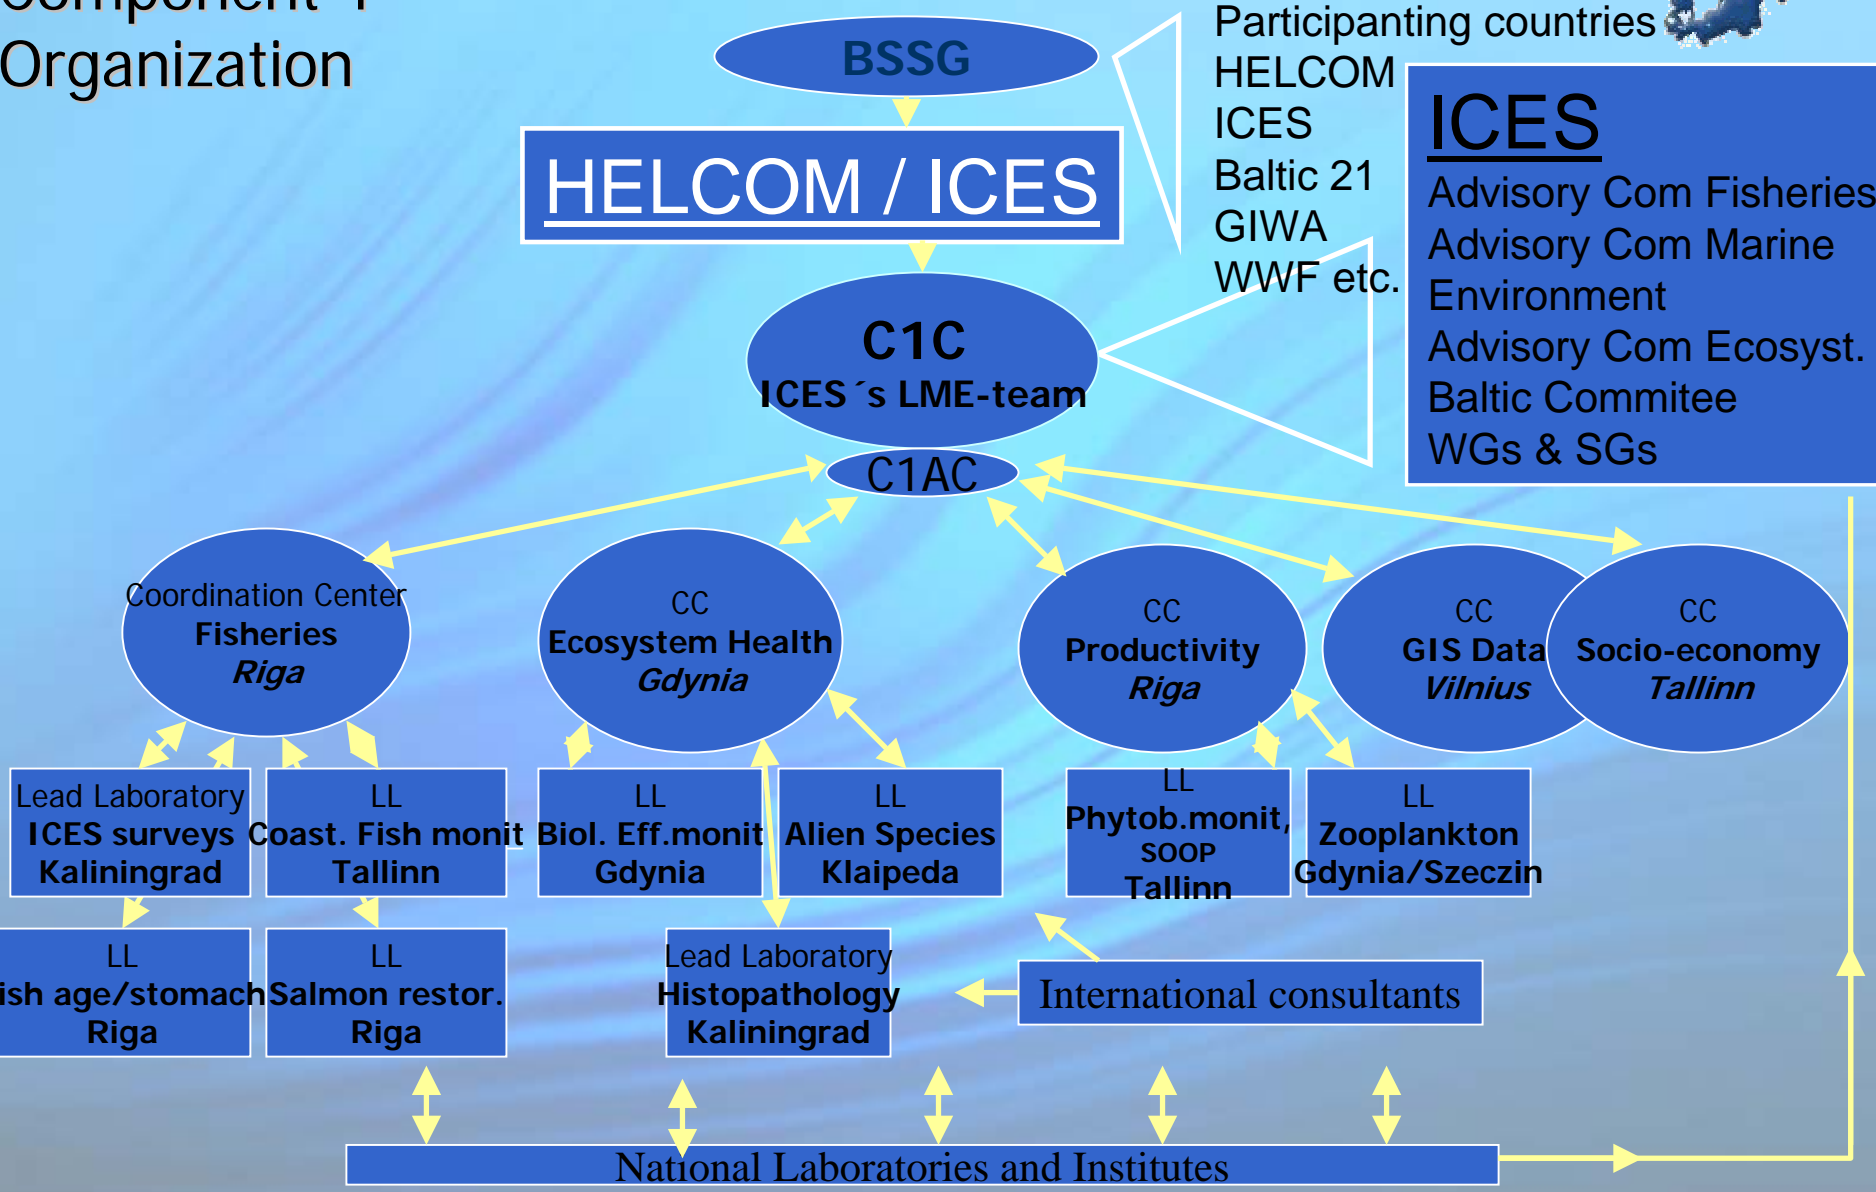 Component 1
Organization
BSSG
HELCOM / ICES
Participanting countries
HELCOM
ICES
Baltic 21
GIWA
WWF etc.
ICES
Advisory Com Fisheries
Advisory Com Marine
Environment
Advisory Com Ecosyst.
Baltic Commitee
WGs & SGs
C1C
ICES´s LME-team
C1AC
Coordination Center
Fisheries
Riga
CC
Ecosystem Health
Gdynia
CC
Productivity
Riga
CC
GIS Data
Vilnius
CC
Socio-economy
Tallinn
Lead Laboratory
ICES surveys
Kaliningrad
LL
Coast. Fish monit
Tallinn
LL
Biol. Eff.monit
Gdynia
LL
Alien Species
Klaipeda
LL
Phytob.monit,
SOOP
Tallinn
LL
Zooplankton
Gdynia/Szeczin
LL
ish age/stomach
Riga
LL
Salmon restor.
Riga
Lead Laboratory
Histopathology
Kaliningrad
International consultants
National Laboratories and Institutes